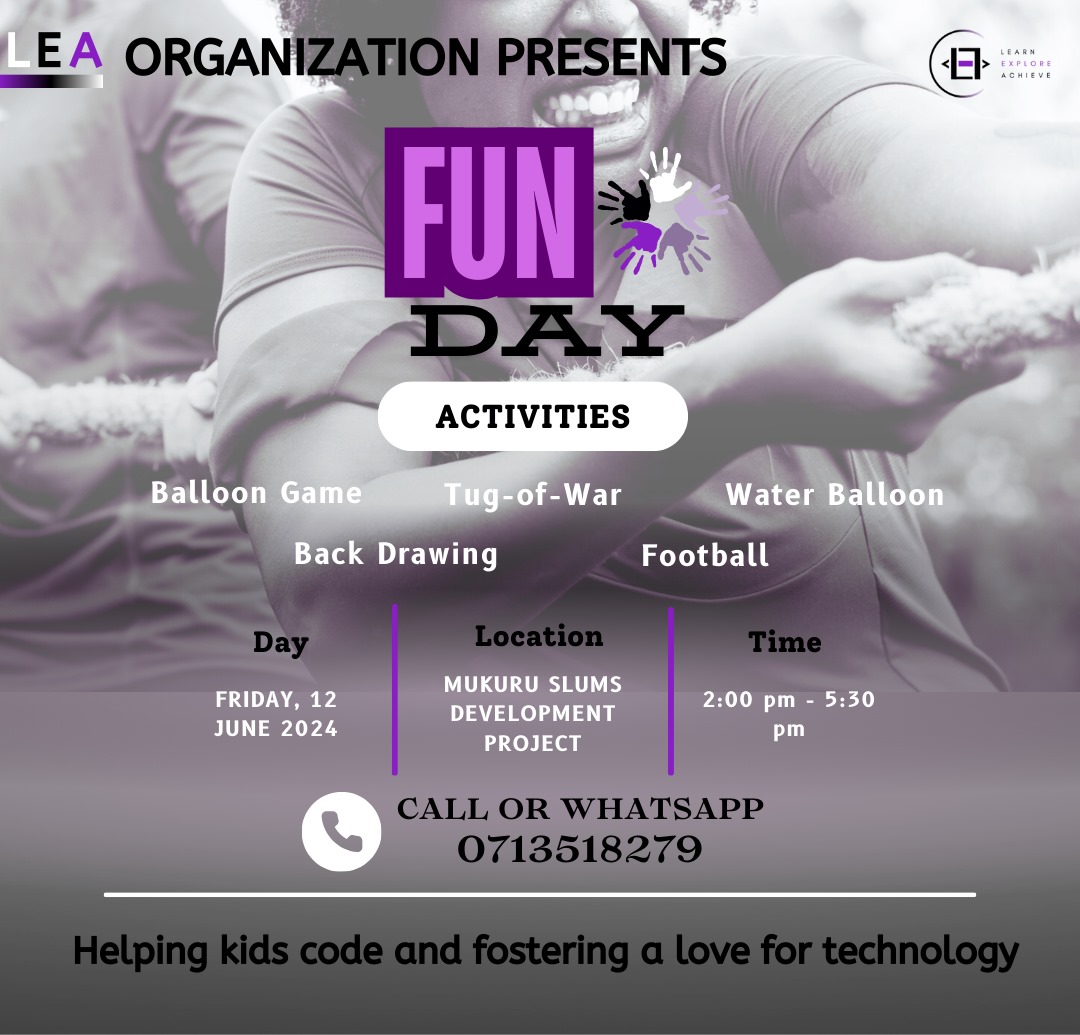 LEA ORGANIZATION PRESENTS
LEARN
EXPLORE
ACHIEVE
FUN
DAY
ACTIVITIES
Balloon Game Tug-of-War Water Balloon
Back Drawing Football
Day
FRIDAY, 12
JUNE 2024
Location
MUKURU SLUMS
DEVELOPMENT
PROJECT
Time
2:00 pm - 5:30
pm
CALL OR WHATSAPP
0713518279
Helping kids code and fostering a love for technology